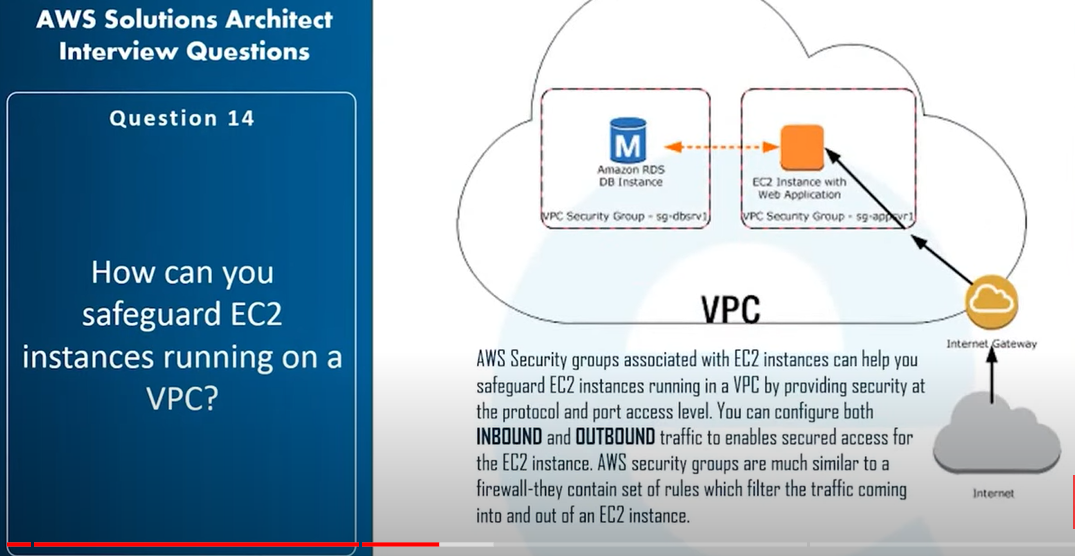 AWS Solutions Architect
Interview Questions
Question 14
How can you
safeguard EC2
instances running on a
VPC?
M
Amazon RDS
DB Instance
VPC Security Group - sg-dbsrv1
EC2 Instance with
Web Application
VPC Security Group - sg-appsvr1
VPC
Internet Gateway
Internet
AWS Security groups associated with EC2 instances can help you
safeguard EC2 instances running in a VPC by providing security at
the protocol and port access level. You can configure both
INBOUND and OUTBOUND traffic to enables secured access for
the EC2 instance. AWS security groups are much similar to a
firewall-they contain set of rules which filter the traffic coming
into and out of an EC2 instance.